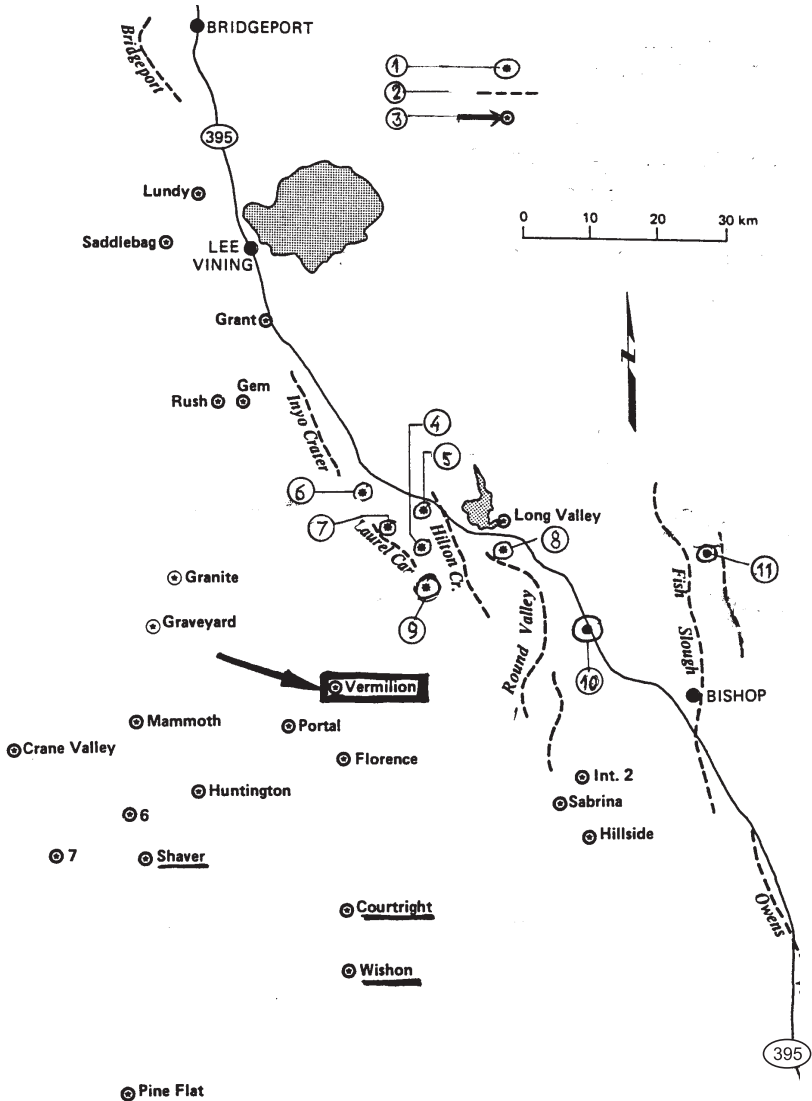 BRIDGEPORT
Bridgeport
1
2
3
395
Lundy
0 10 20 30 km
Saddlebag
LEE
VINING
N
Grant
Gem
Rush
Inyo Crater
4
5
6
Long Valley
7
Laurel Car
Hilton Cr.
8
11
Granite
Fish
Slough
9
Graveyard
Round Valley
10
Vermilion
BISHOP
Mammoth
Portal
Crane Valley
Florence
Int. 2
Huntington
Sabrina
6
Hillside
7
Shaver
Courtright
Owens
Wishon
395
Pine Flat